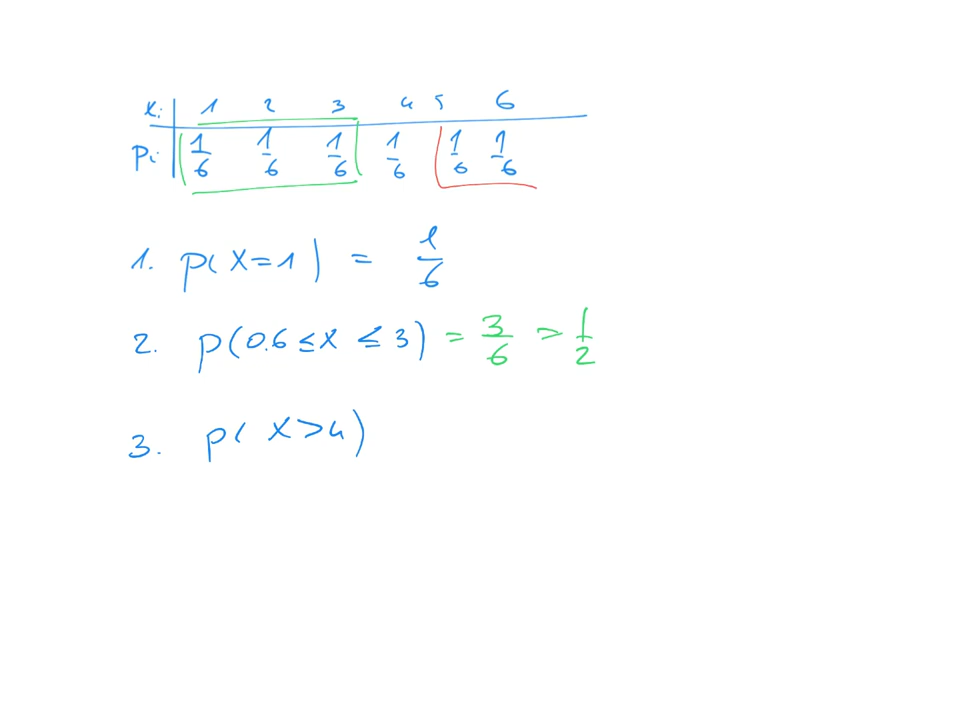 xi 1 2 3 4 5 6
Pi 1/6 1/6 1/6 1/6 1/6 1/6
1. P(X=1) = 1/6
2. P(0.6 ≤ X ≤ 3) = 3/6 = 1/2
3. P(X>4)